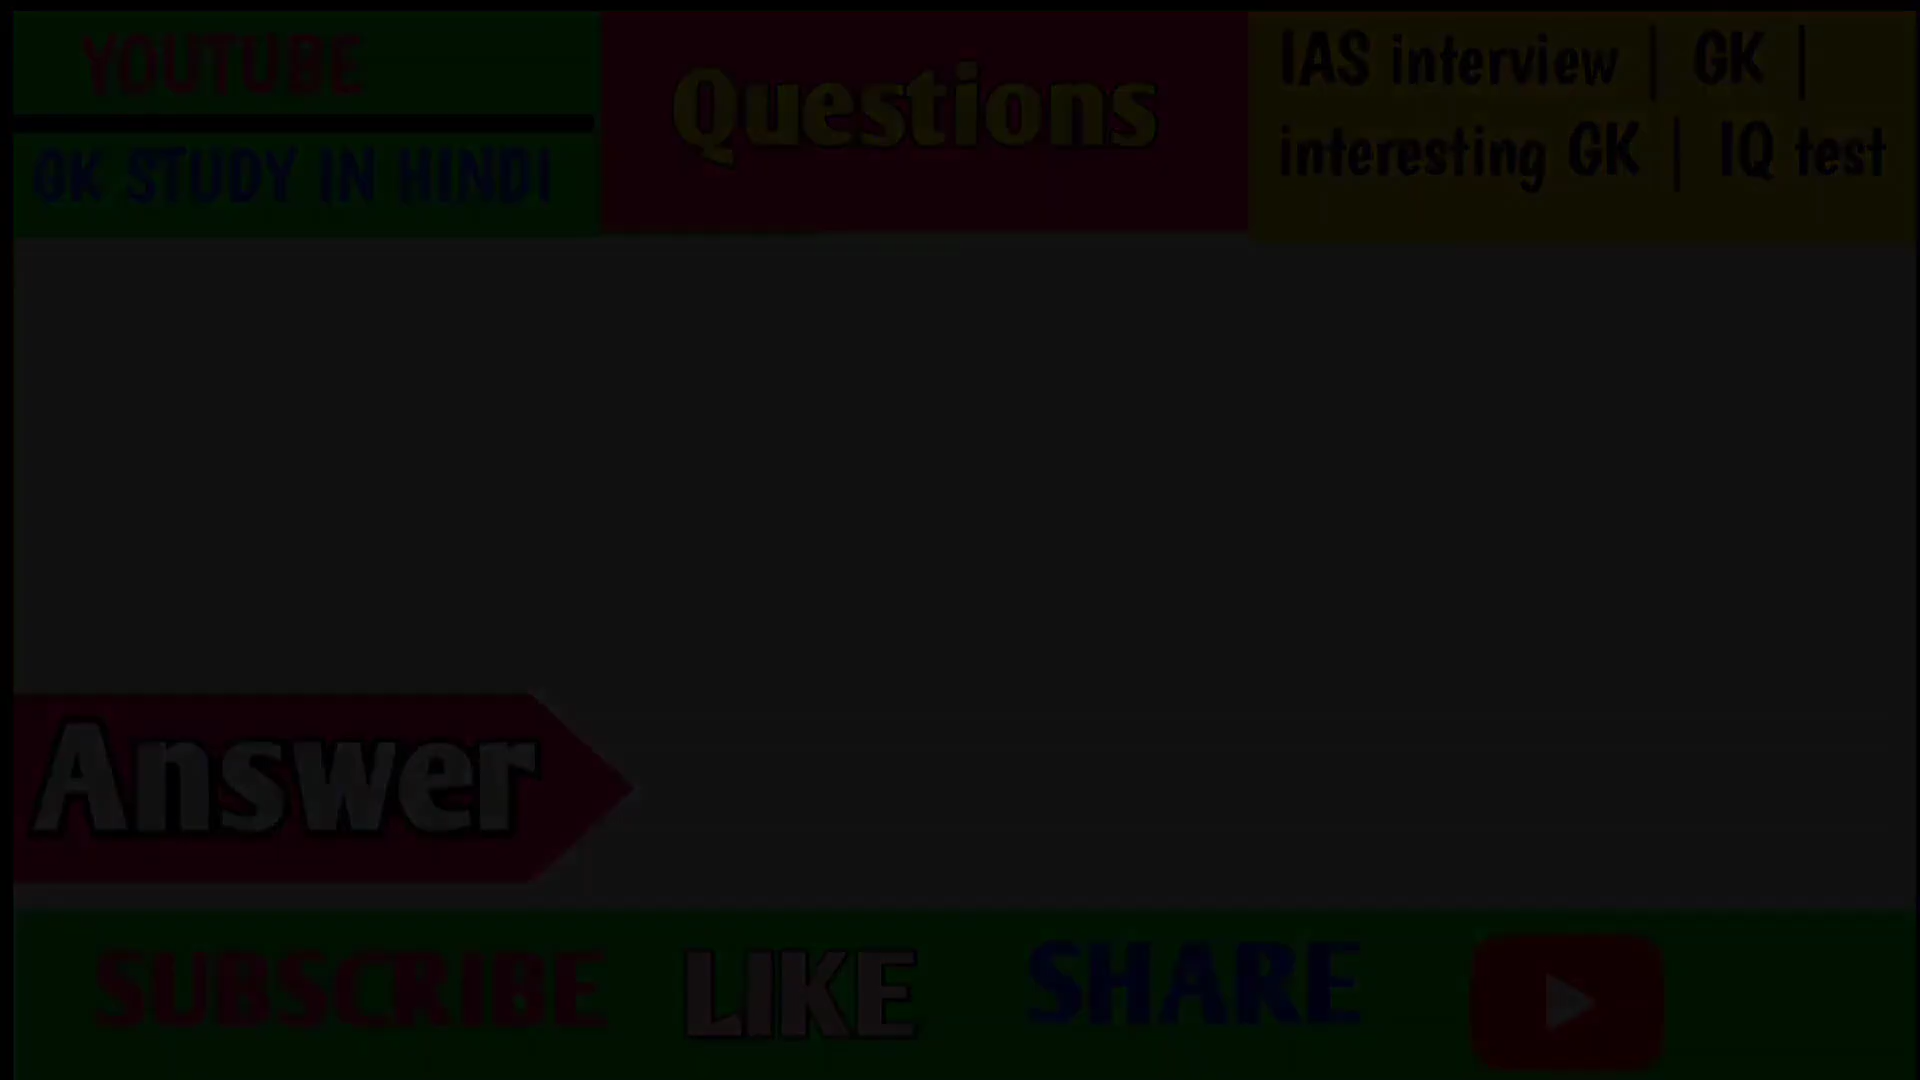 YOUTUBE
GK STUDY IN HINDI
Questions
IAS interview | GK |
interesting GK | IQ test
Answer
SUBSCRIBE LIKE SHARE